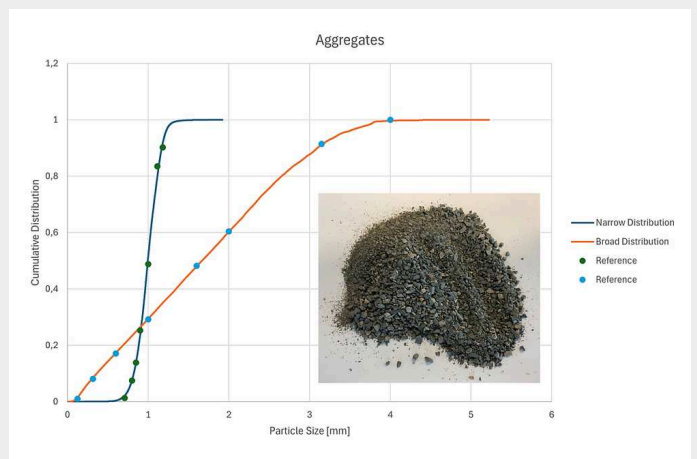 Aggregates
1,2
1
0,8
0,6
0,4
0,2
0
Cumulative Distribution
0 1 2 3 4 5 6
Particle Size [mm]
Narrow Distribution
Broad Distribution
Reference
Reference